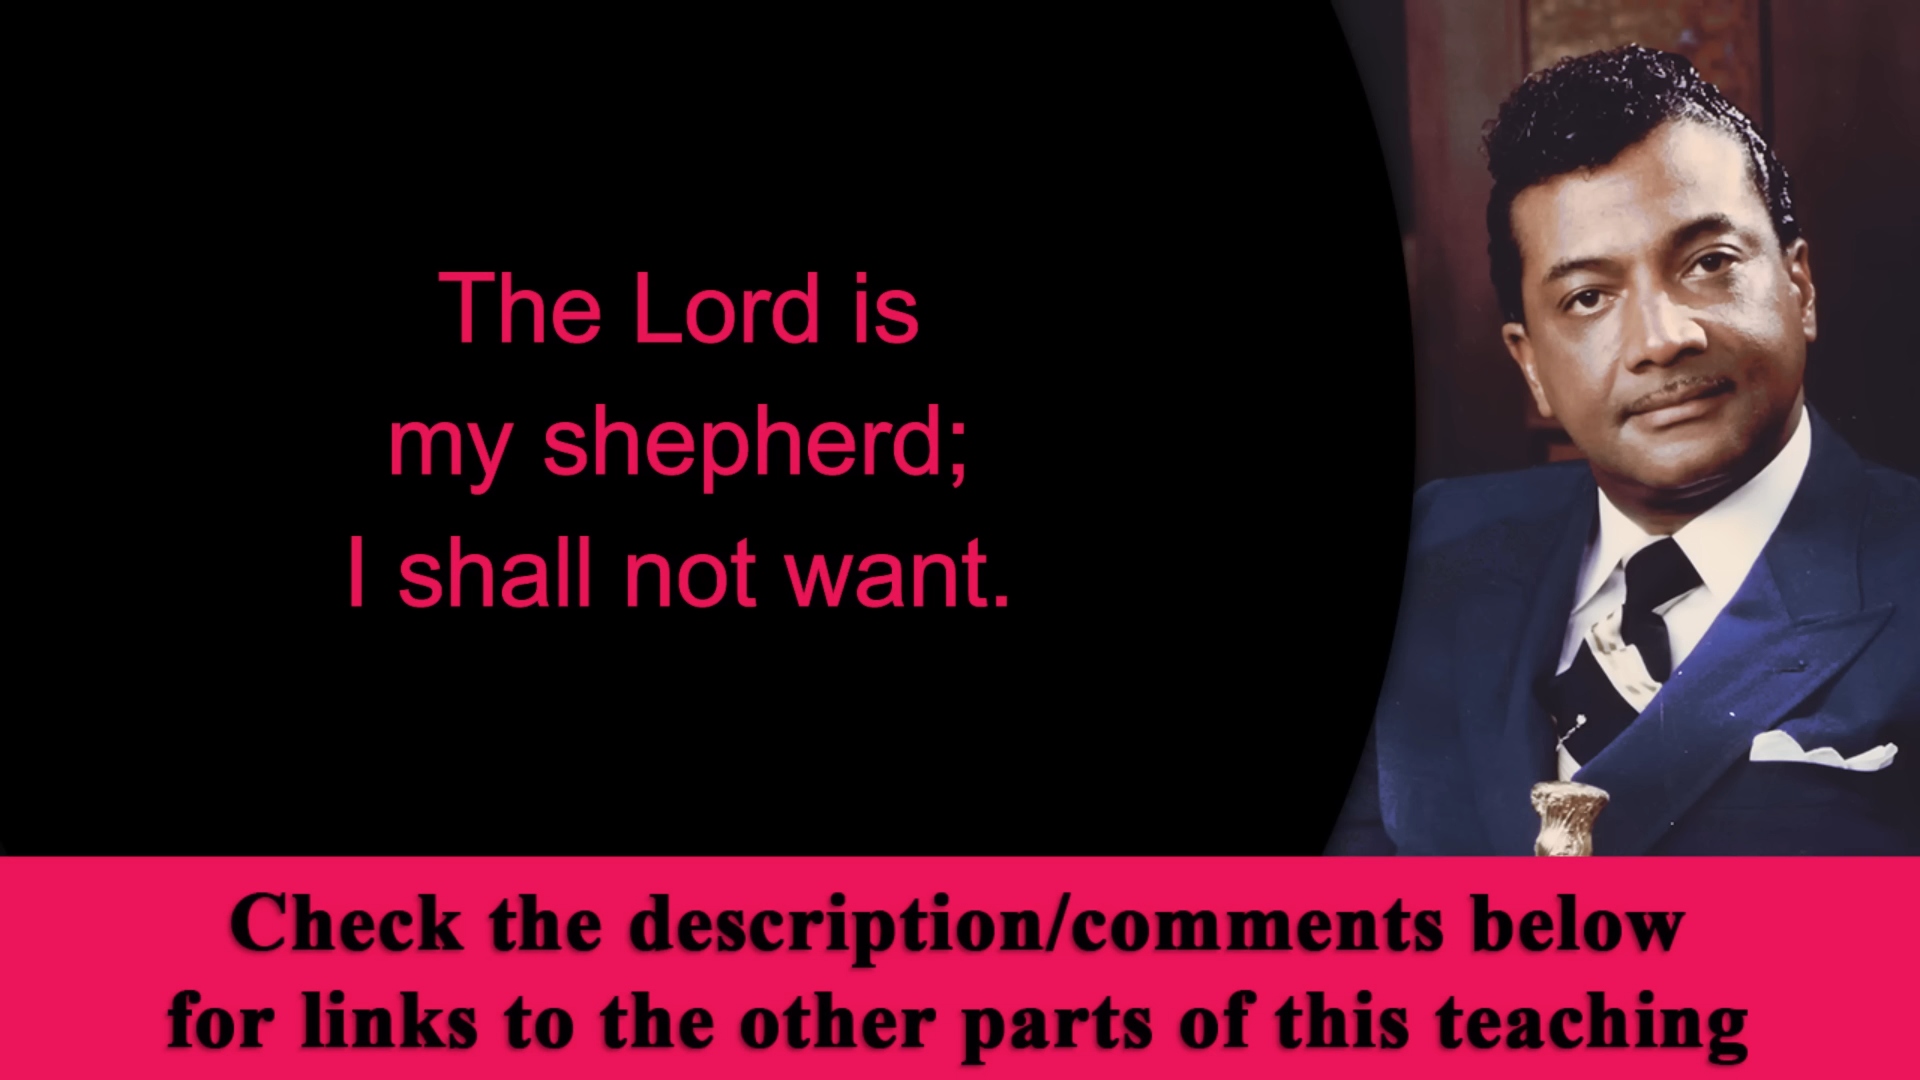 The Lord is
my shepherd;
I shall not want.
Check the description/comments below
for links to the other parts of this teaching